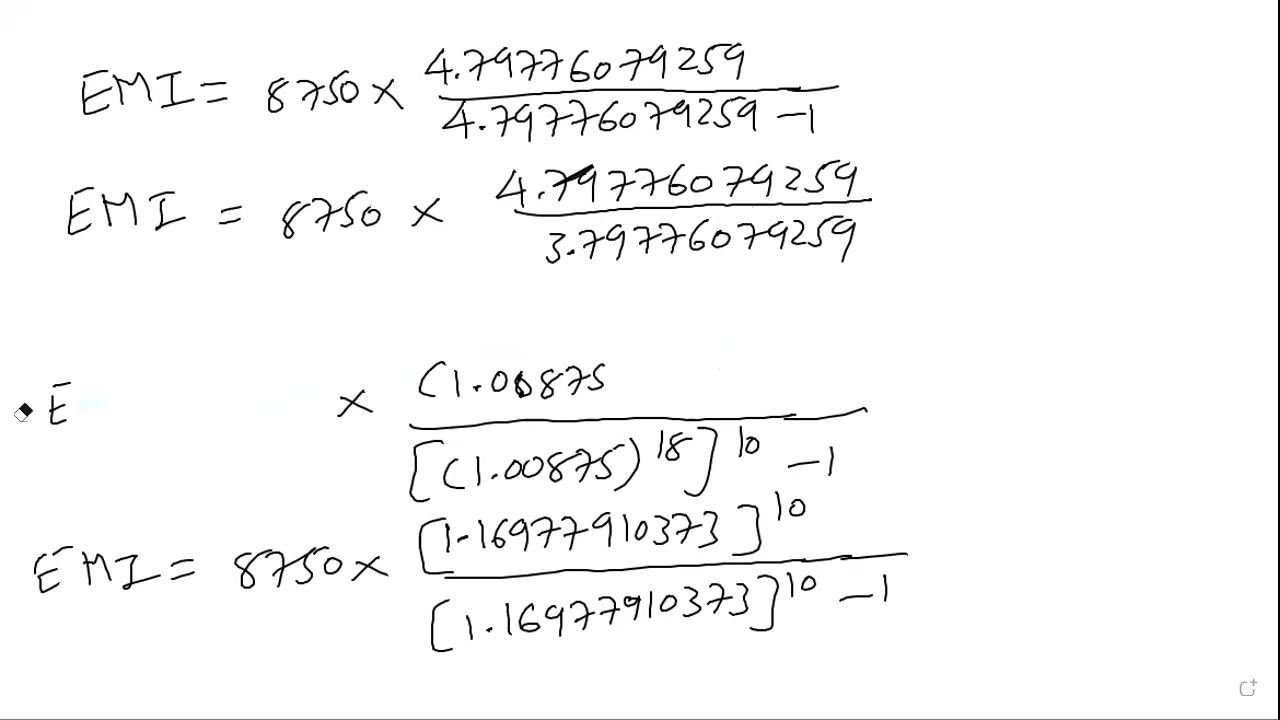 EMI = 8750 × 4.79776079259
4.79776079259 - 1
EMI = 8750 × 4.79776079259
3.79776079259
E × (1.00875
[(1.00875)^18]^10 - 1
EMI = 8750 × [1.16977910373]^10
[1.16977910373]^10 - 1